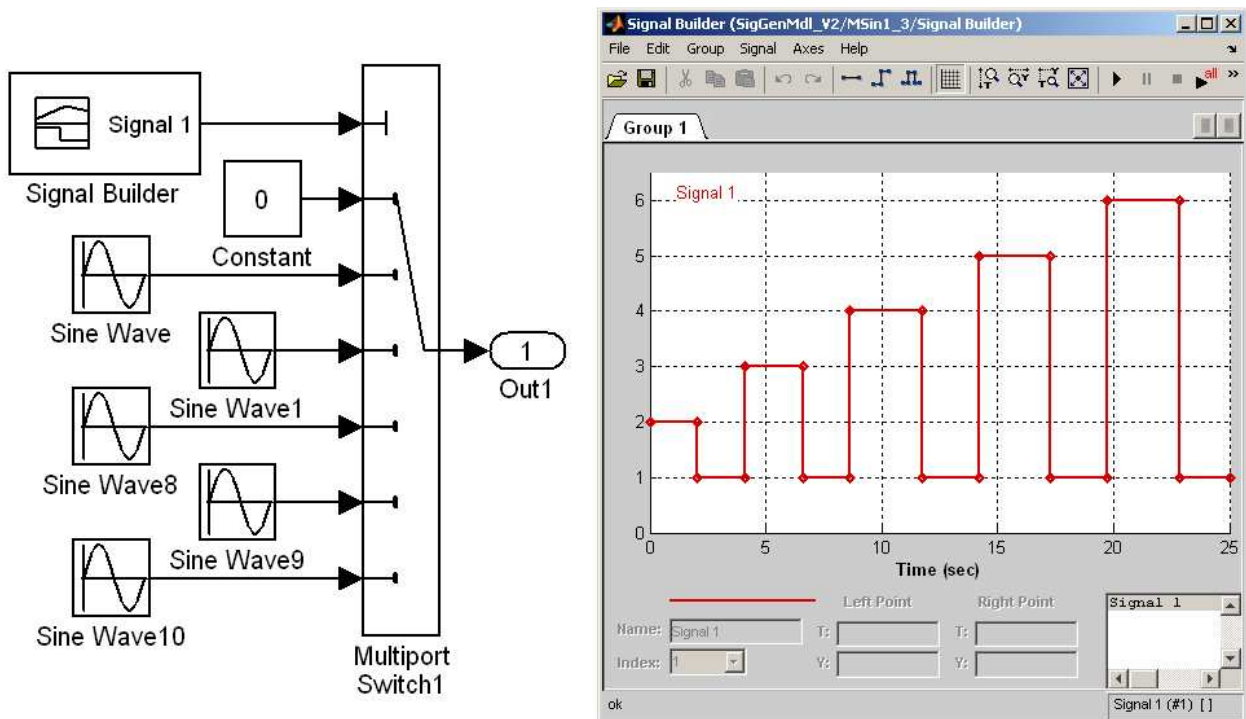 Signal 1
Signal Builder
0
Constant
Sine Wave
Sine Wave1
Sine Wave8
Sine Wave9
Sine Wave10
1
Out1
Multiport
Switch1
Signal Builder (SigGenMdl_V2/MSin1_3/Signal Builder)
File Edit Group Signal Axes Help
all
Group 1
Signal 1
6
5
4
3
2
1
0
0 5 10 15 20 25
Time (sec)
Left Point Right Point
Name: Signal 1 T: T:
Index: 1 Y: Y:
Signal 1
ok
Signal 1 (#1) [ ]